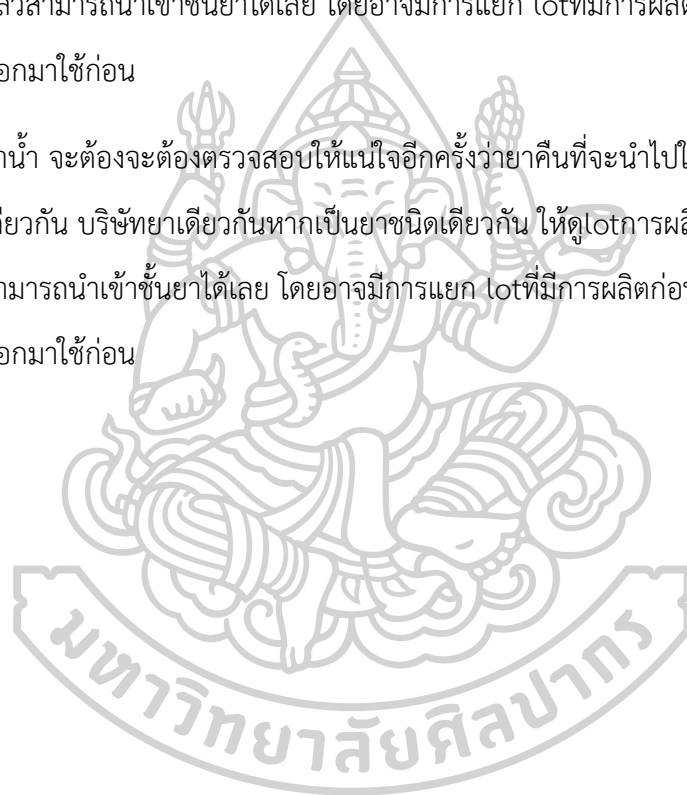 ล้วสามารถนำเข้าชั้นยาได้เลย โดยอาจมีการแยก lotที่มีการผลิต
อกมาใช้ก่อน
าน้ำ จะต้องจะต้องตรวจสอบให้แน่ใจอีกครั้งว่ายาคืนที่จะนำไปใ
ดียวกัน บริษัทยาเดียวกันหากเป็นยาชนิดเดียวกัน ให้ดูlotการผลิ
ามารถนำเข้าชั้นยาได้เลย โดยอาจมีการแยก lotที่มีการผลิตก่อน
อกมาใช้ก่อน
มหาวิทยาลัยศิลปากร